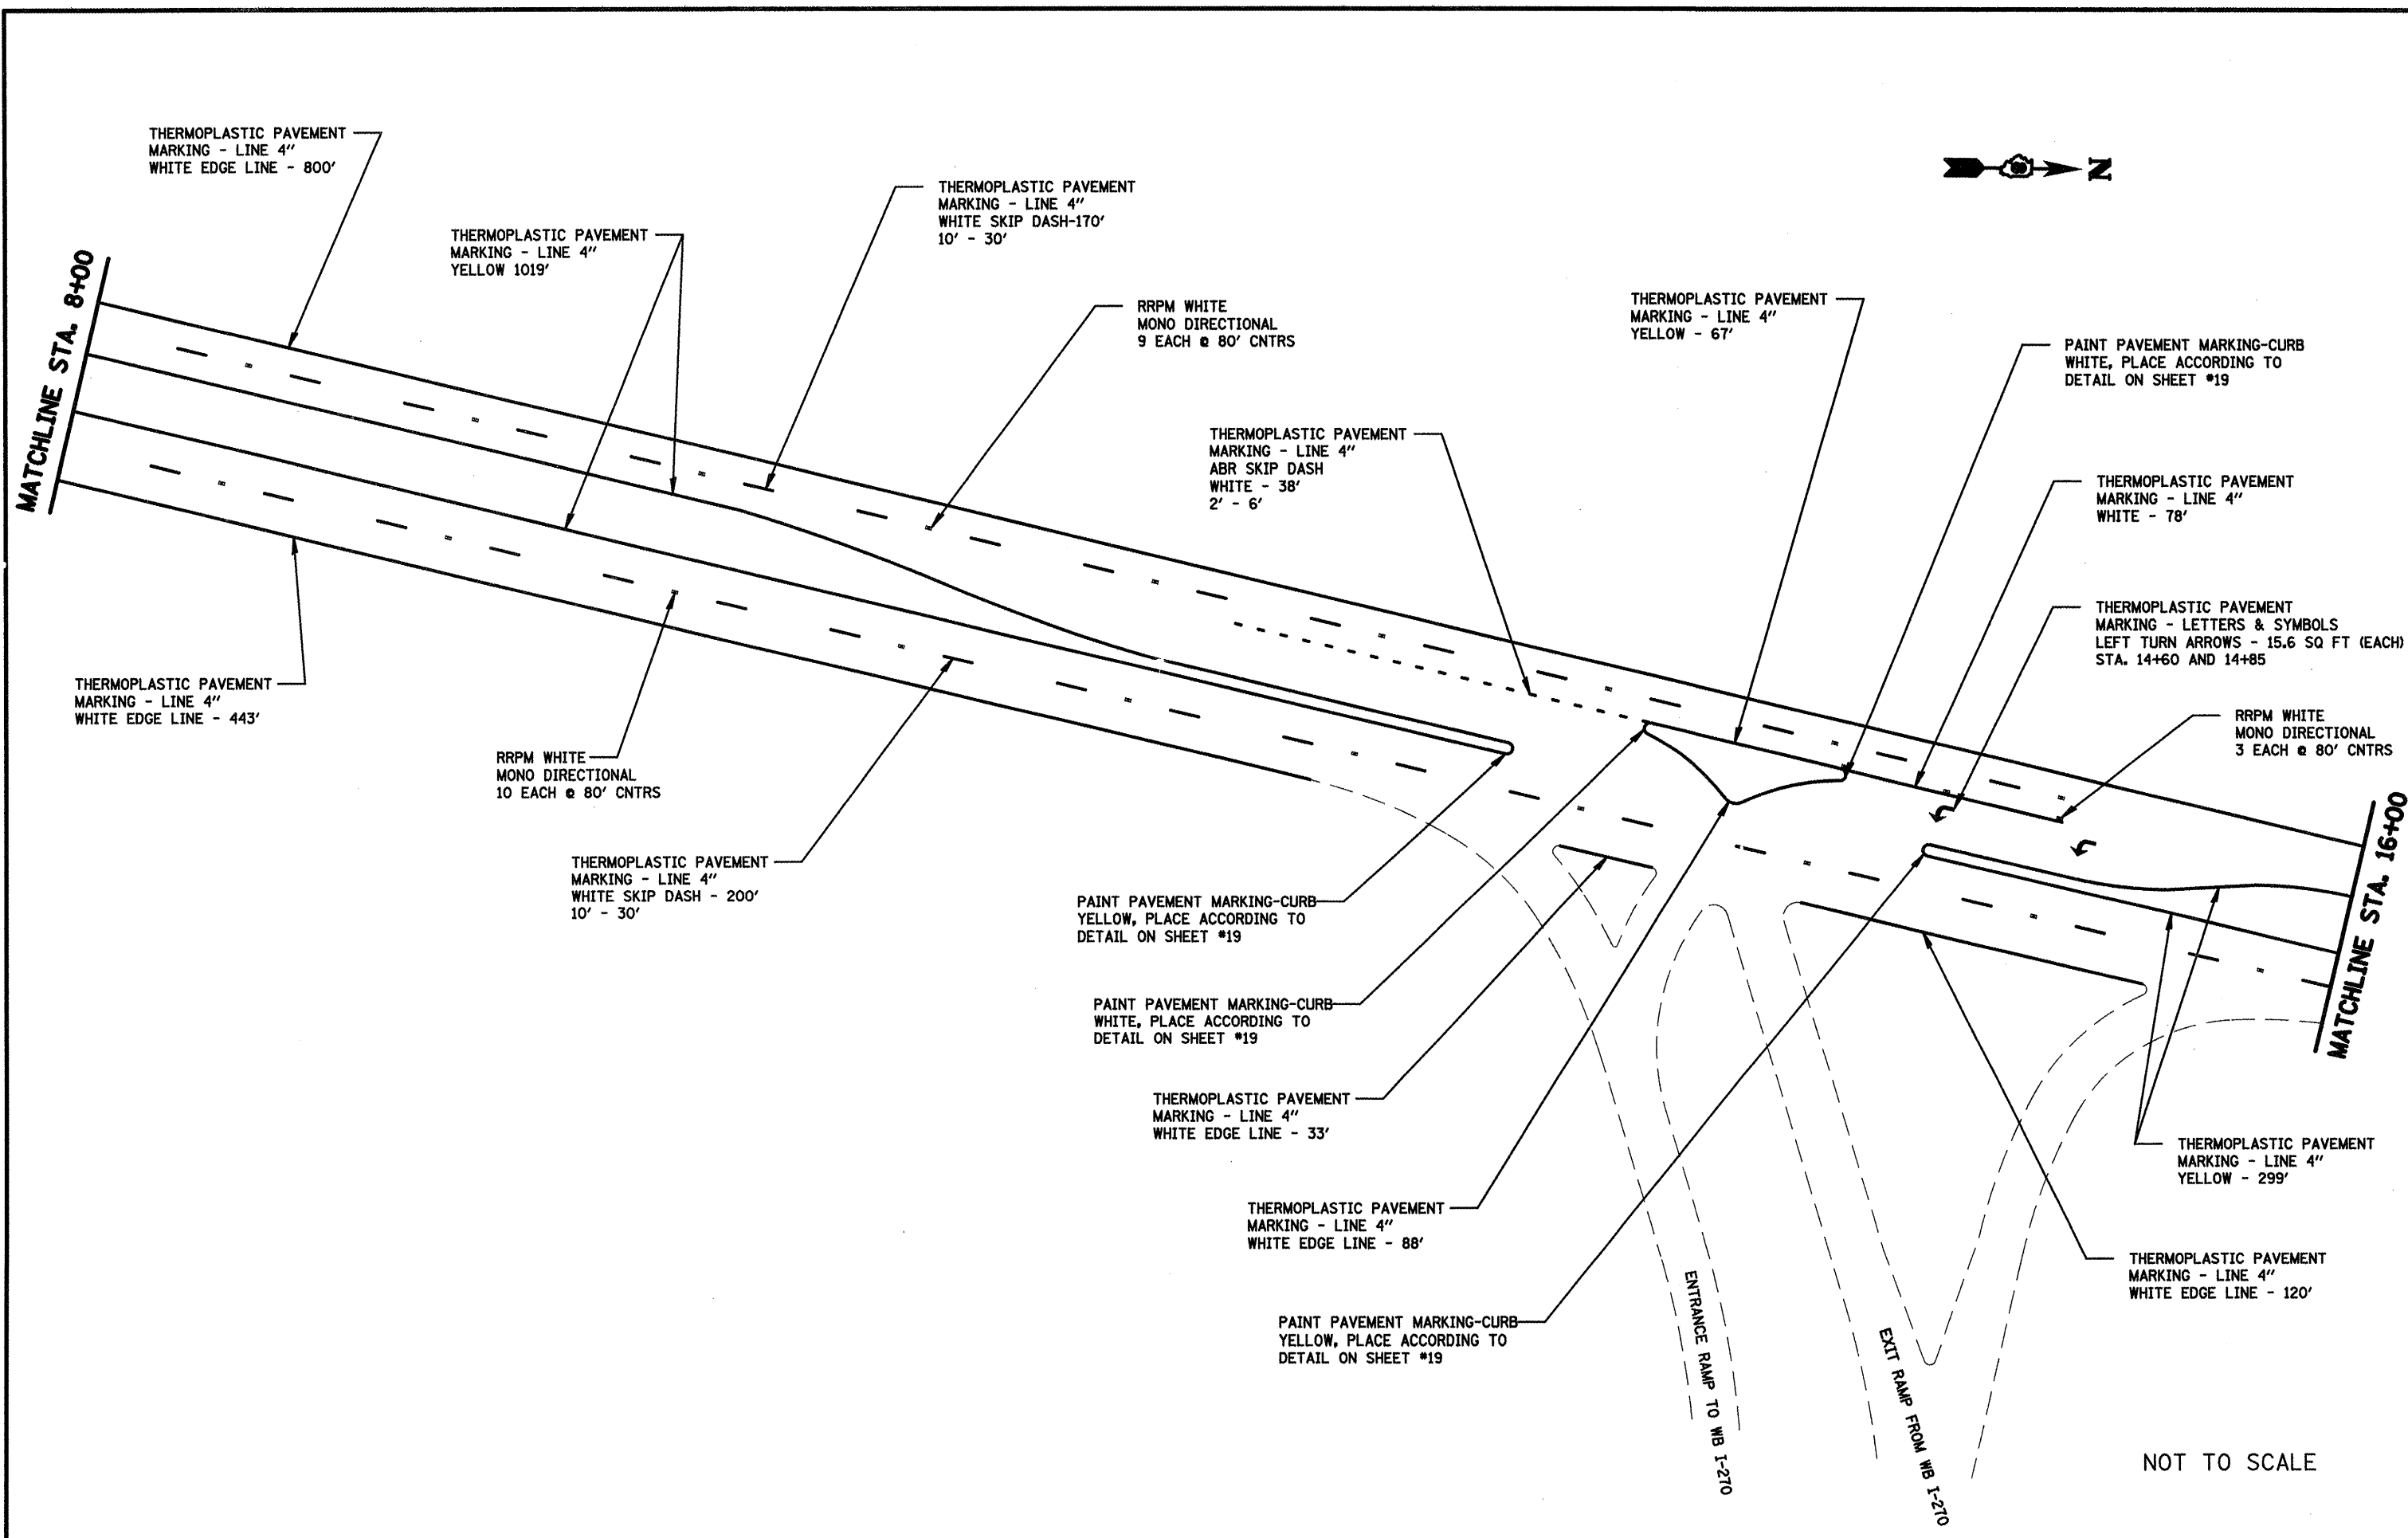 THERMOPLASTIC PAVEMENT
MARKING - LINE 4"
WHITE EDGE LINE - 800'
THERMOPLASTIC PAVEMENT
MARKING - LINE 4"
YELLOW 1019'
THERMOPLASTIC PAVEMENT
MARKING - LINE 4"
WHITE SKIP DASH-170'
10' - 30'
N
RRPM WHITE
MONO DIRECTIONAL
9 EACH @ 80' CNTRS
THERMOPLASTIC PAVEMENT
MARKING - LINE 4"
YELLOW - 67'
PAINT PAVEMENT MARKING-CURB
WHITE, PLACE ACCORDING TO
DETAIL ON SHEET #19
MATCHLINE STA. 8+00
THERMOPLASTIC PAVEMENT
MARKING - LINE 4"
ABR SKIP DASH
WHITE - 38'
2' - 6'
THERMOPLASTIC PAVEMENT
MARKING - LINE 4"
WHITE - 78'
THERMOPLASTIC PAVEMENT
MARKING - LETTERS & SYMBOLS
LEFT TURN ARROWS - 15.6 SQ FT (EACH)
STA. 14+60 AND 14+85
THERMOPLASTIC PAVEMENT
MARKING - LINE 4"
WHITE EDGE LINE - 443'
RRPM WHITE
MONO DIRECTIONAL
3 EACH @ 80' CNTRS
RRPM WHITE
MONO DIRECTIONAL
10 EACH @ 80' CNTRS
MATCHLINE STA. 16+00
THERMOPLASTIC PAVEMENT
MARKING - LINE 4"
WHITE SKIP DASH - 200'
10' - 30'
PAINT PAVEMENT MARKING-CURB
YELLOW, PLACE ACCORDING TO
DETAIL ON SHEET #19
PAINT PAVEMENT MARKING-CURB
WHITE, PLACE ACCORDING TO
DETAIL ON SHEET #19
THERMOPLASTIC PAVEMENT
MARKING - LINE 4"
WHITE EDGE LINE - 33'
THERMOPLASTIC PAVEMENT
MARKING - LINE 4"
YELLOW - 299'
THERMOPLASTIC PAVEMENT
MARKING - LINE 4"
WHITE EDGE LINE - 88'
THERMOPLASTIC PAVEMENT
MARKING - LINE 4"
WHITE EDGE LINE - 120'
PAINT PAVEMENT MARKING-CURB
YELLOW, PLACE ACCORDING TO
DETAIL ON SHEET #19
ENTRANCE RAMP TO WB I-270
EXIT RAMP FROM WB I-270
NOT TO SCALE